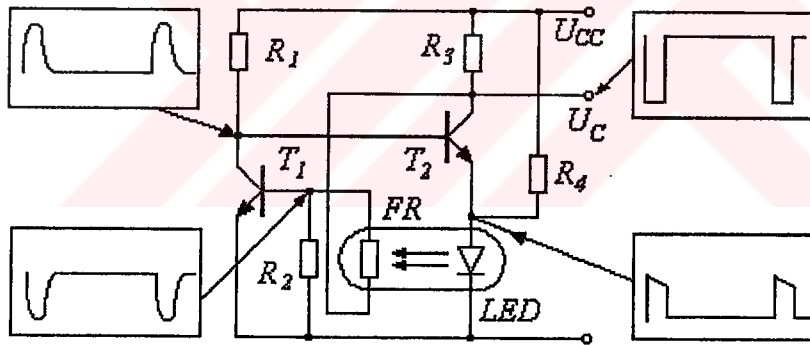 R1 R3 UCC
UC
T1 T2 R4
FR
R2
LED